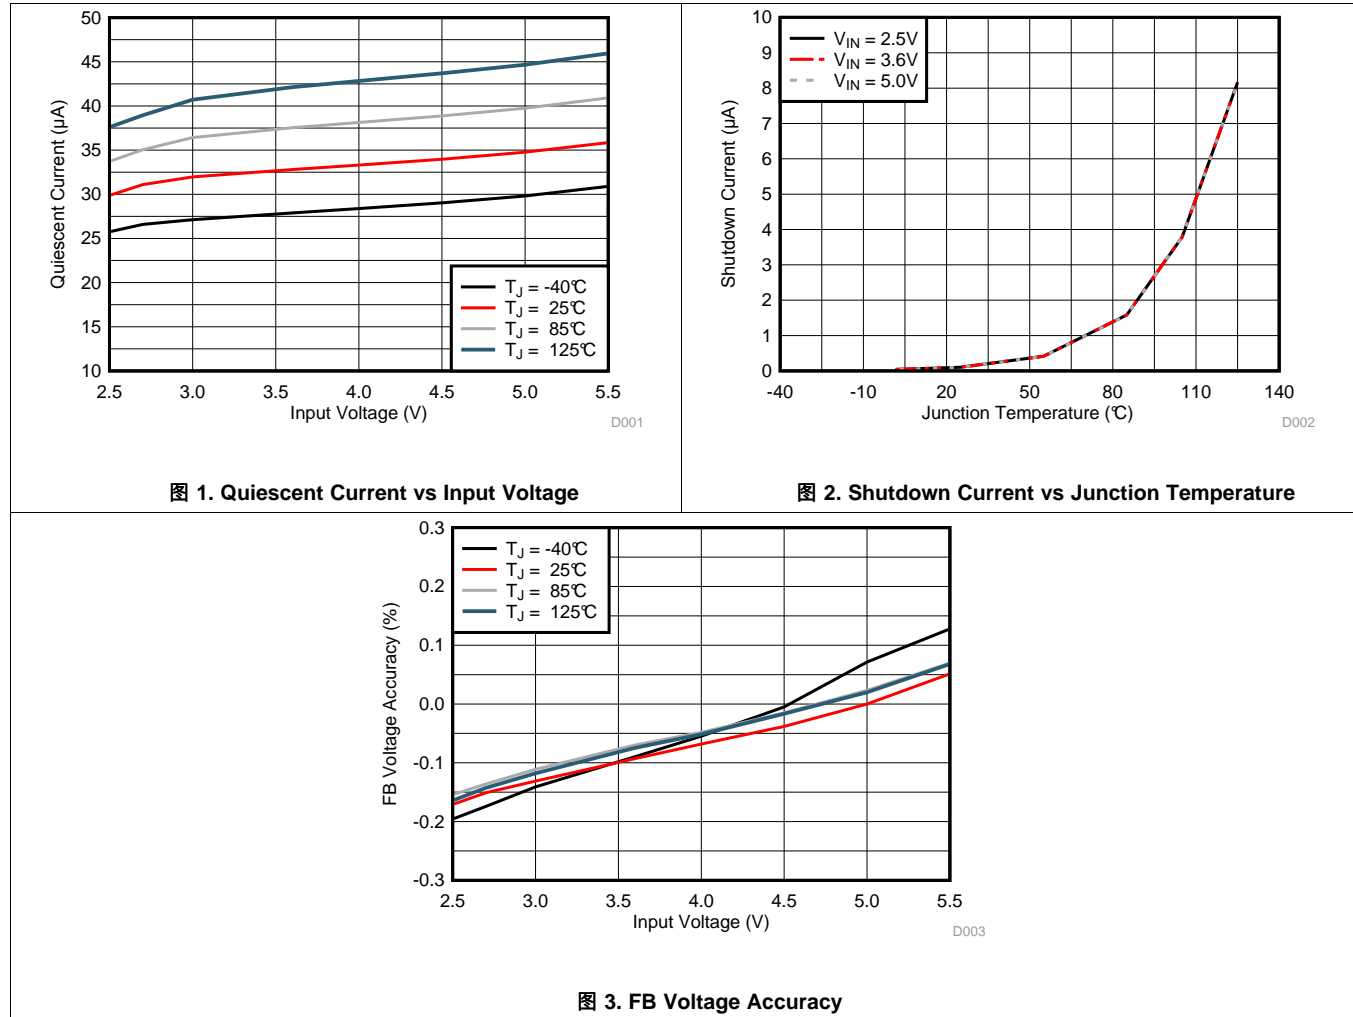 50
45
40
35
30
25
20
15
10
Quiescent Current (µA)
T_J = -40°C
T_J = 25°C
T_J = 85°C
T_J = 125°C
2.5 3.0 3.5 4.0 4.5 5.0 5.5
Input Voltage (V)
D001
图 1. Quiescent Current vs Input Voltage
10
9
8
7
6
5
4
3
2
1
0
Shutdown Current (µA)
V_IN = 2.5V
V_IN = 3.6V
V_IN = 5.0V
-40 -10 20 50 80 110 140
Junction Temperature (°C)
D002
图 2. Shutdown Current vs Junction Temperature
0.3
0.2
0.1
0.0
-0.1
-0.2
-0.3
FB Voltage Accuracy (%)
T_J = -40°C
T_J = 25°C
T_J = 85°C
T_J = 125°C
2.5 3.0 3.5 4.0 4.5 5.0 5.5
Input Voltage (V)
D003
图 3. FB Voltage Accuracy